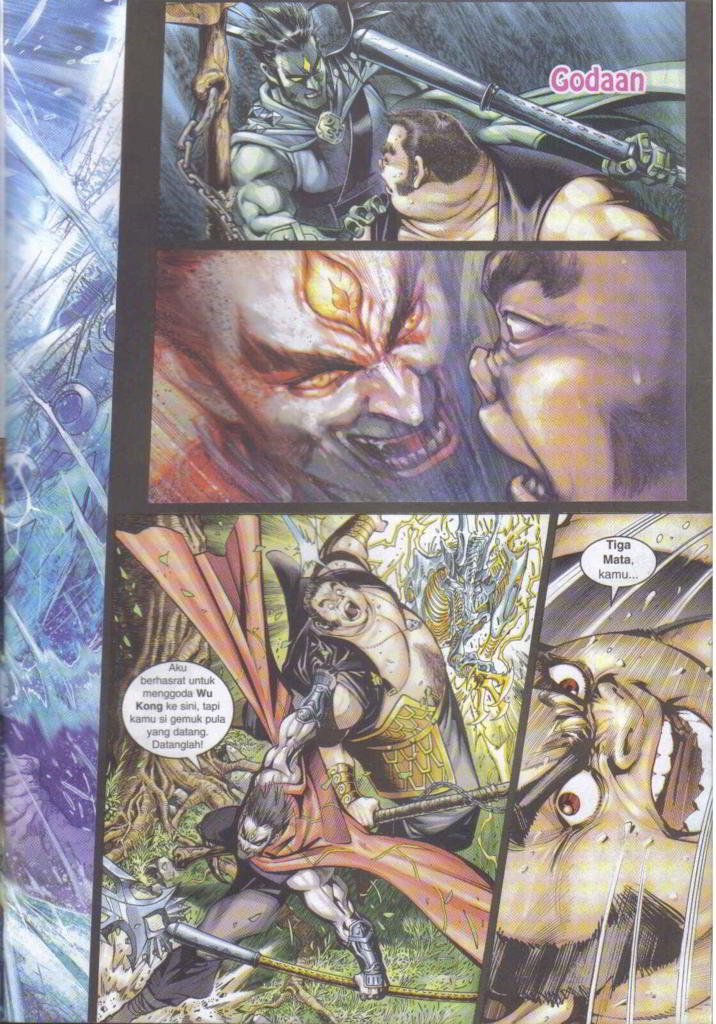 Godaan
Tiga
Mata,
kamu...
Aku
berhasrat untuk
menggoda Wu
Kong ke sini, tapi
kamu si gemuk pula
yang datang.
Datanglah!